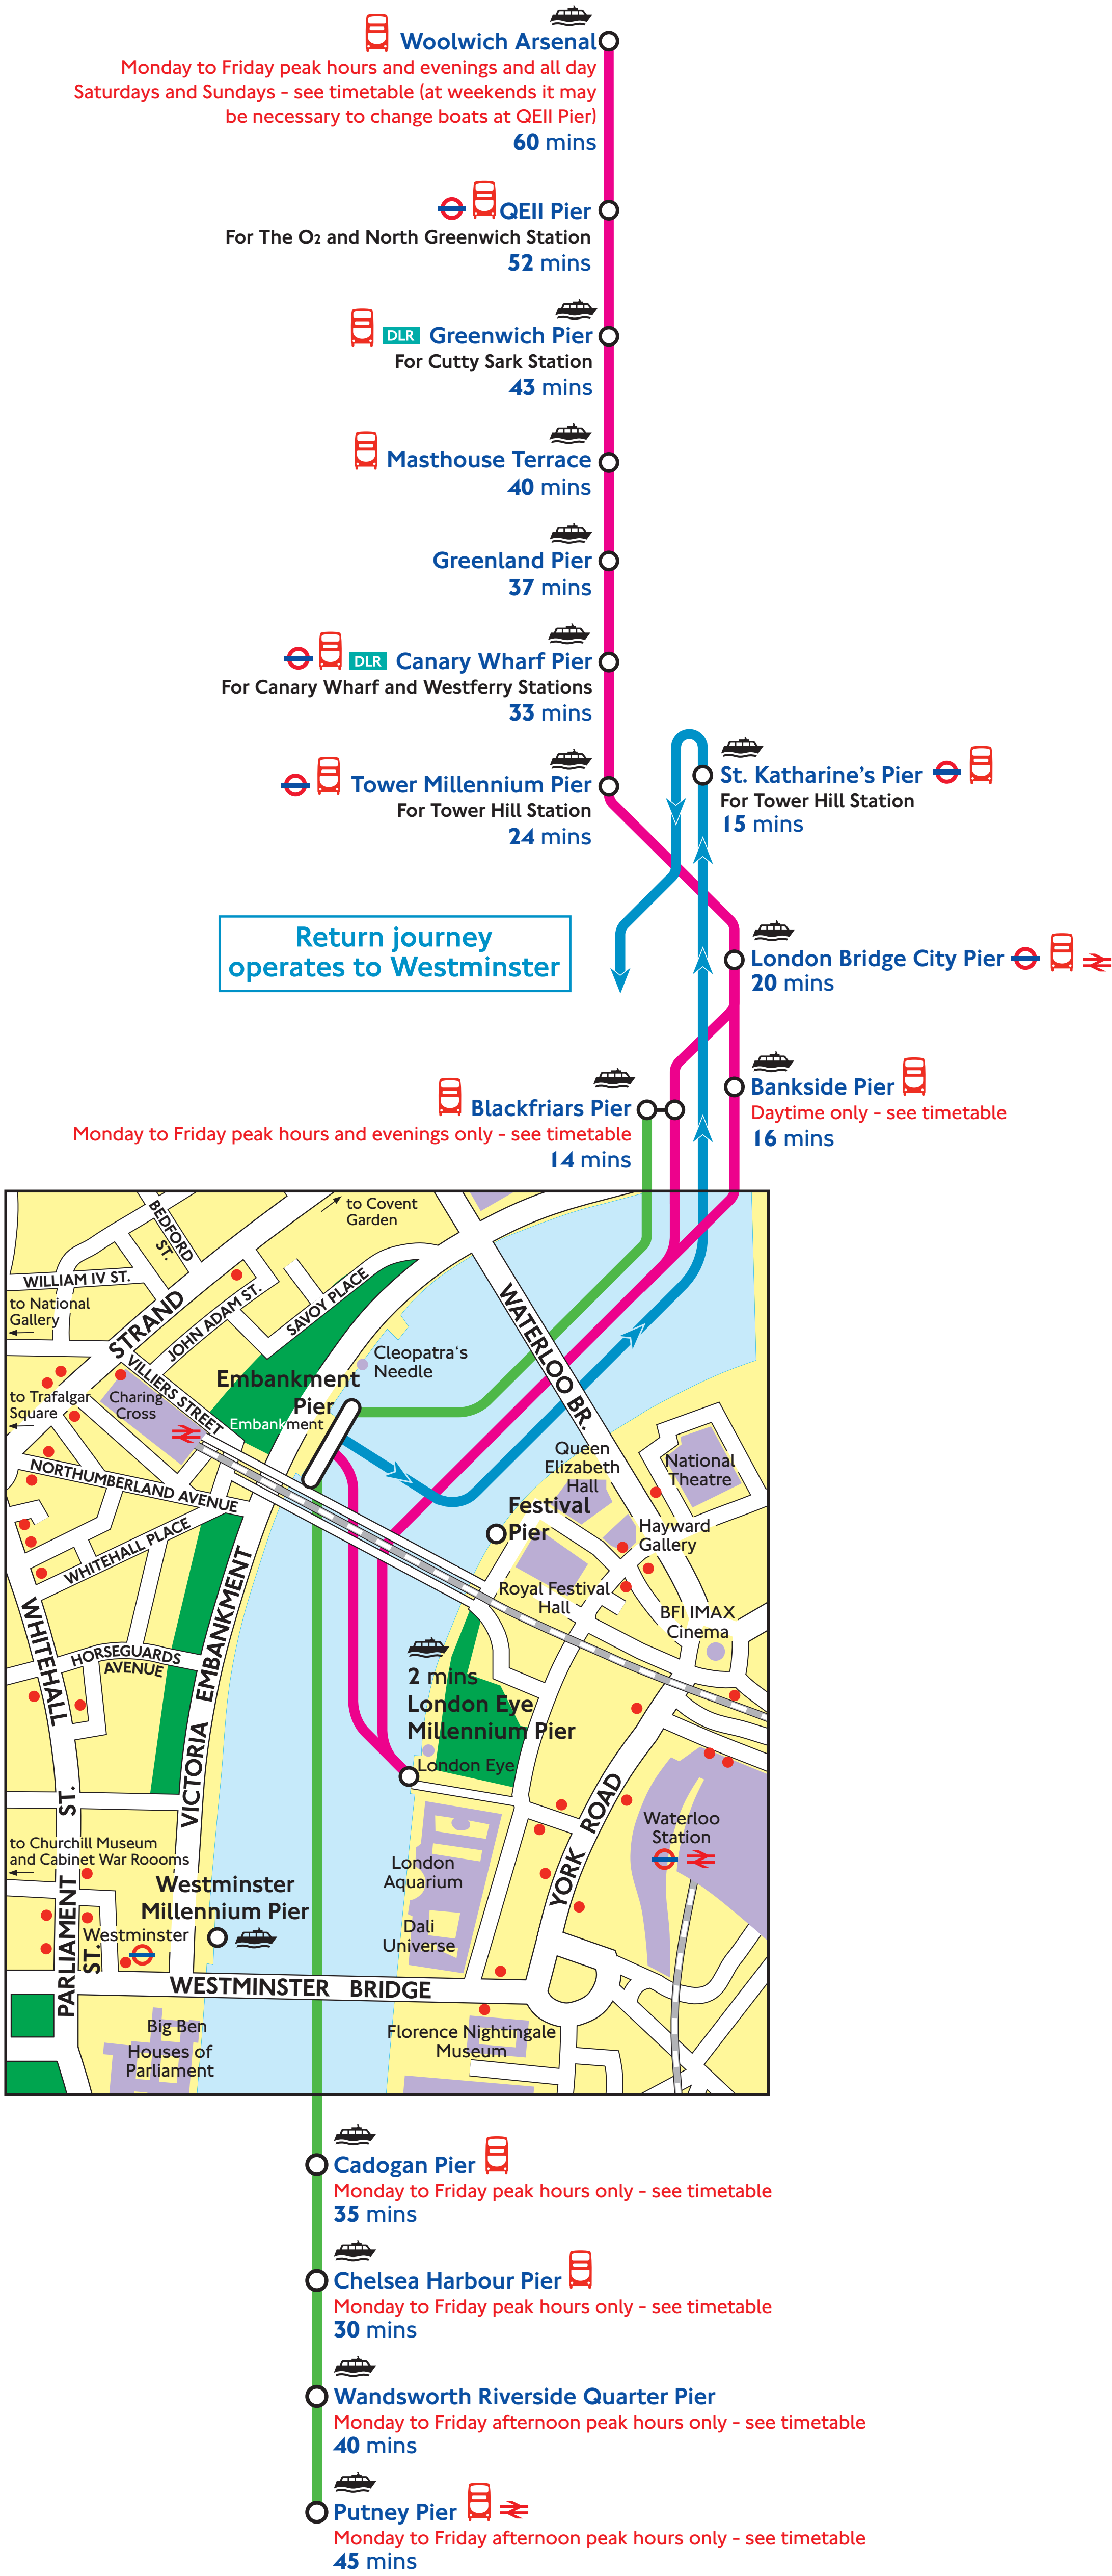 Woolwich Arsenal
Monday to Friday peak hours and evenings and all day
Saturdays and Sundays - see timetable (at weekends it may
be necessary to change boats at QEII Pier)
60 mins
QEII Pier
For The O2 and North Greenwich Station
52 mins
DLR Greenwich Pier
For Cutty Sark Station
43 mins
Masthouse Terrace
40 mins
Greenland Pier
37 mins
DLR Canary Wharf Pier
For Canary Wharf and Westferry Stations
33 mins
Tower Millennium Pier
For Tower Hill Station
24 mins
St. Katharine's Pier
For Tower Hill Station
15 mins
Return journey
operates to Westminster
London Bridge City Pier
20 mins
Bankside Pier
Daytime only - see timetable
16 mins
Blackfriars Pier
Monday to Friday peak hours and evenings only - see timetable
14 mins
to Covent
Garden
BEDFORD
ST.
WILLIAM IV ST.
to National
Gallery
STRAND
JOHN ADAM ST.
SAVOY PLACE
WATERLOO BR.
VILLIERS STREET
Cleopatra's
Needle
Embankment
Pier
Embankment
to Trafalgar
Square
Charing
Cross
NORTHUMBERLAND AVENUE
WHITEHALL PLACE
Queen
Elizabeth
Hall
National
Theatre
Festival
Pier
Hayward
Gallery
Royal Festival
Hall
BFI IMAX
Cinema
WHITEHALL
HORSEGUARDS
AVENUE
VICTORIA EMBANKMENT
2 mins
London Eye
Millennium Pier
London Eye
YORK ROAD
Waterloo
Station
to Churchill Museum
and Cabinet War Roooms
London
Aquarium
Dali
Universe
Westminster
Millennium Pier
Westminster
PARLIAMENT ST.
ST.
WESTMINSTER BRIDGE
Big Ben
Houses of
Parliament
Florence Nightingale
Museum
Cadogan Pier
Monday to Friday peak hours only - see timetable
35 mins
Chelsea Harbour Pier
Monday to Friday peak hours only - see timetable
30 mins
Wandsworth Riverside Quarter Pier
Monday to Friday afternoon peak hours only - see timetable
40 mins
Putney Pier
Monday to Friday afternoon peak hours only - see timetable
45 mins